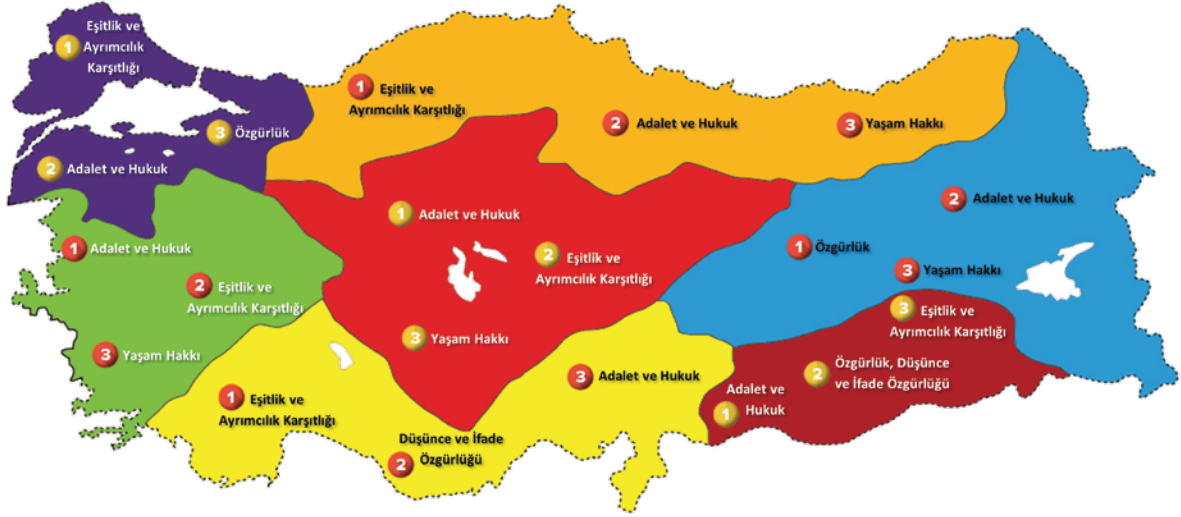 1 Eşitlik ve
Ayrımcılık
Karşıtlığı
3 Özgürlük
2 Adalet ve Hukuk
1 Eşitlik ve
Ayrımcılık Karşıtlığı
2 Adalet ve Hukuk
3 Yaşam Hakkı
1 Adalet ve Hukuk
2 Eşitlik ve
Ayrımcılık Karşıtlığı
3 Yaşam Hakkı
1 Adalet ve Hukuk
2 Eşitlik ve
Ayrımcılık Karşıtlığı
3 Yaşam Hakkı
2 Adalet ve Hukuk
1 Özgürlük
3 Yaşam Hakkı
1 Eşitlik ve
Ayrımcılık Karşıtlığı
3 Adalet ve Hukuk
Düşünce ve İfade
2 Özgürlüğü
3 Eşitlik ve
Ayrımcılık Karşıtlığı
2 Özgürlük, Düşünce
ve İfade Özgürlüğü
Adalet ve
1 Hukuk